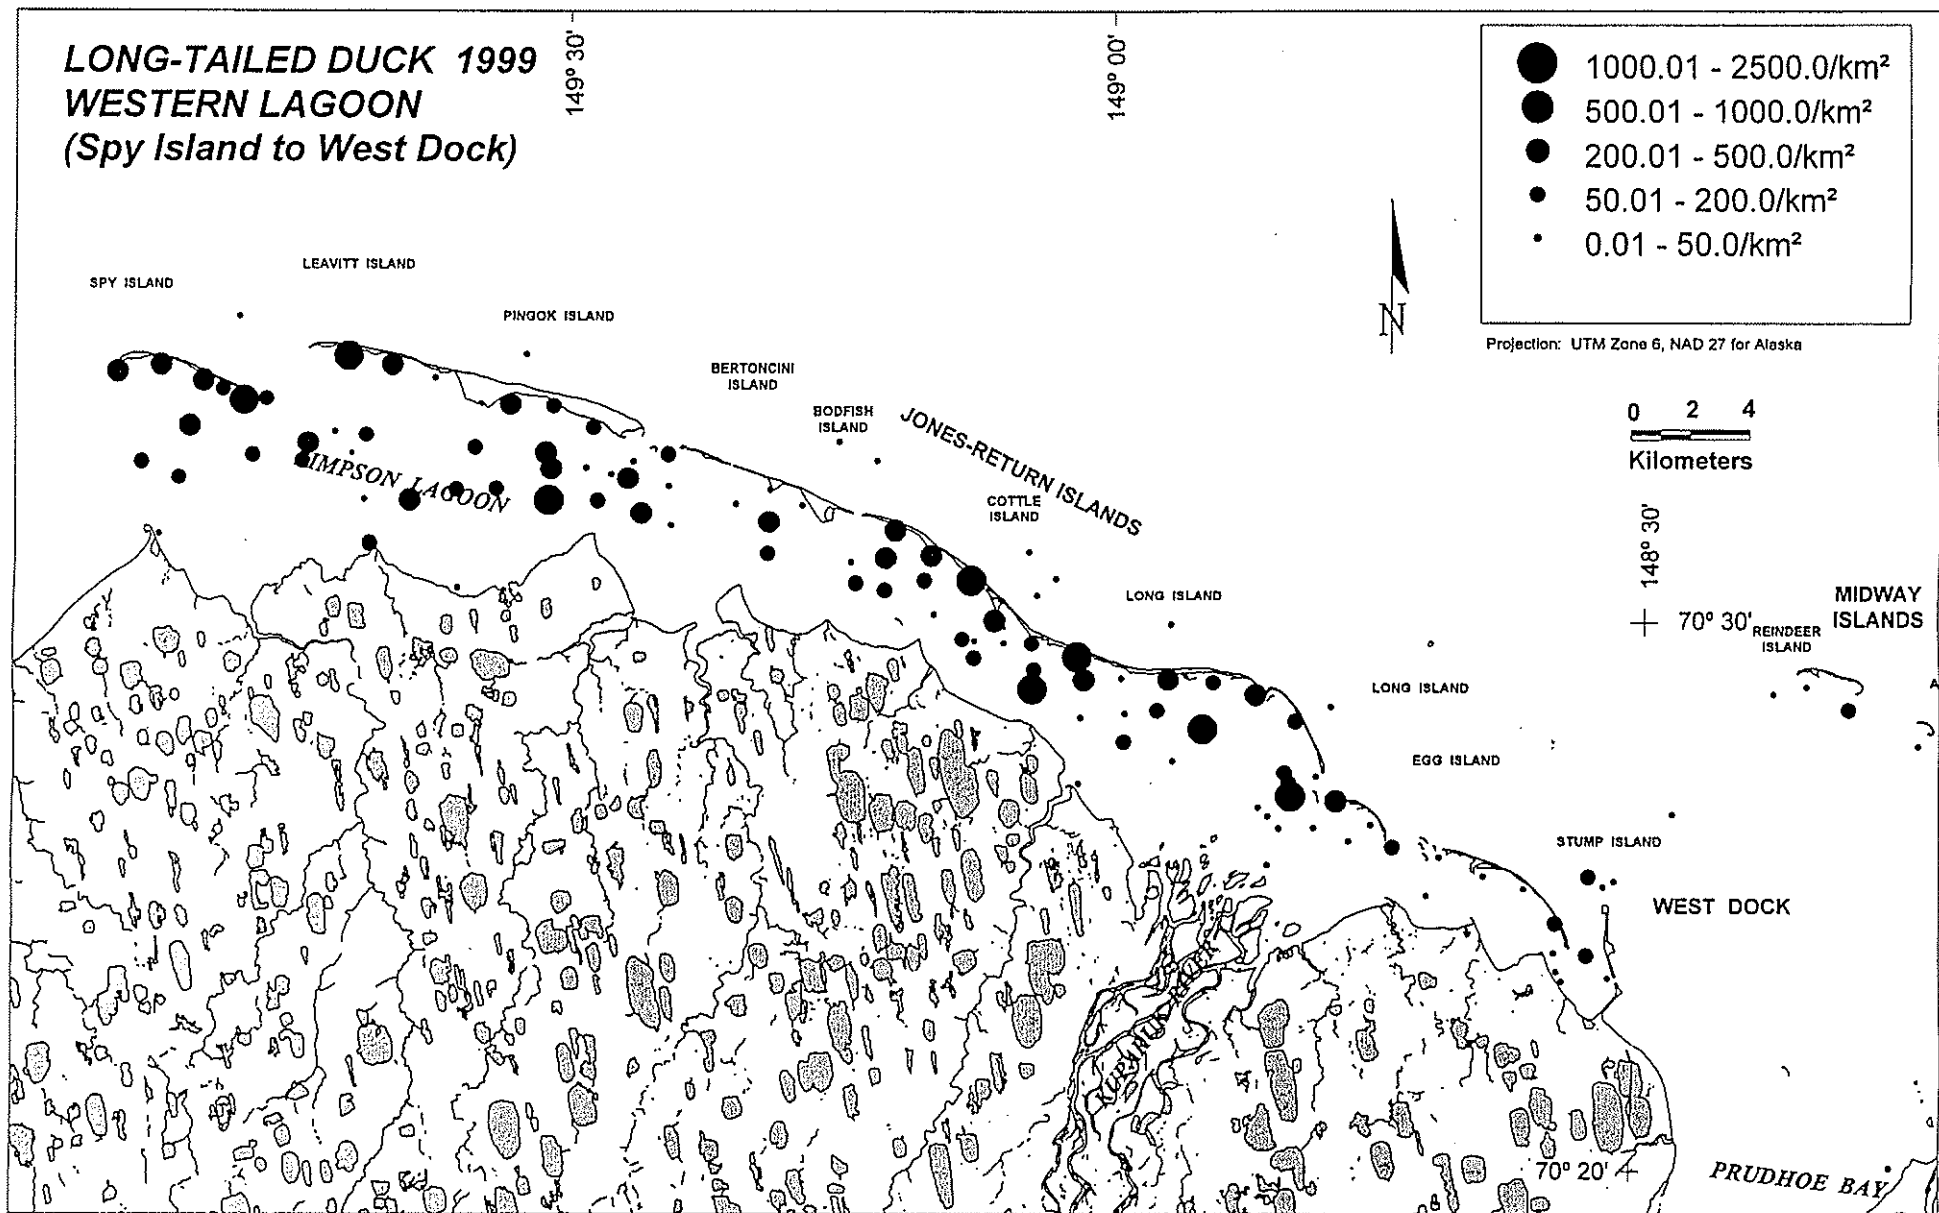 LONG-TAILED DUCK 1999
WESTERN LAGOON
(Spy Island to West Dock)
149° 30'
149° 00'
1000.01 - 2500.0/km²
500.01 - 1000.0/km²
200.01 - 500.0/km²
50.01 - 200.0/km²
0.01 - 50.0/km²
Projection: UTM Zone 6, NAD 27 for Alaska
N
0 2 4
Kilometers
SPY ISLAND
LEAVITT ISLAND
PINGOK ISLAND
BERTONCINI
ISLAND
BODFISH
ISLAND
JONES-RETURN ISLANDS
COTTLE
ISLAND
SIMPSON LAGOON
LONG ISLAND
148° 30'
70° 30'
MIDWAY
ISLANDS
REINDEER
ISLAND
A
LONG ISLAND
EGG ISLAND
STUMP ISLAND
WEST DOCK
KUPARUK RIVER
70° 20'
PRUDHOE BAY